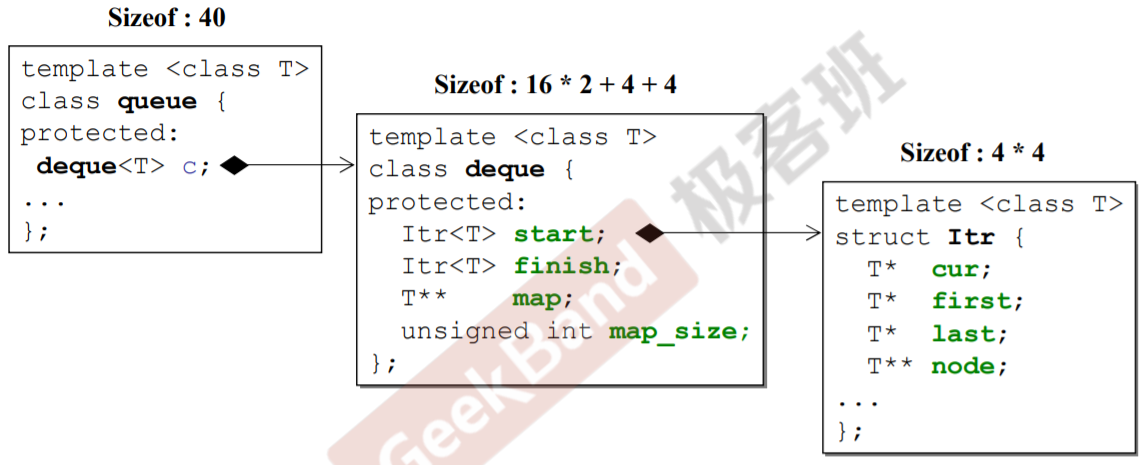 Sizeof : 40
template <class T>
class queue {
protected:
deque<T> c;
...
};
Sizeof : 16 * 2 + 4 + 4
template <class T>
class deque {
protected:
Itr<T> start;
Itr<T> finish;
T** map;
unsigned int map_size;
};
Sizeof : 4 * 4
template <class T>
struct Itr {
T* cur;
T* first;
T* last;
T** node;
...
};
GeekBand 极客班